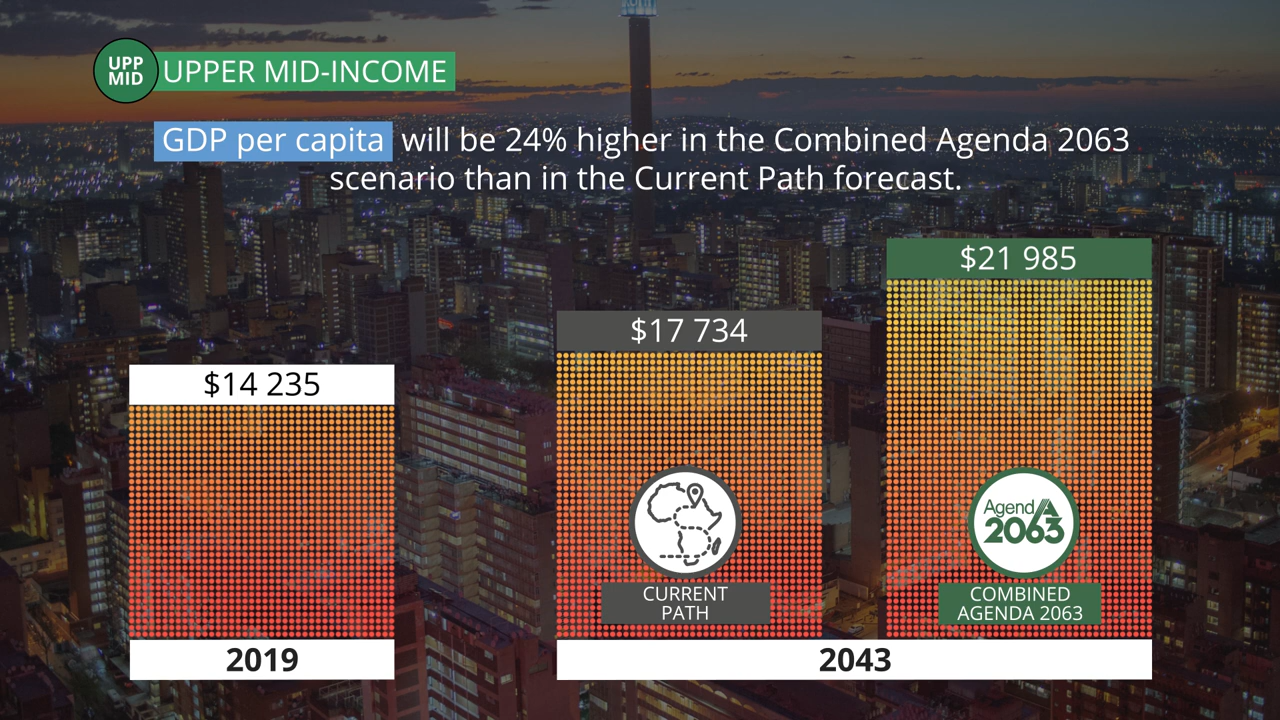 UPP
MID
UPPER MID-INCOME
GDP per capita will be 24% higher in the Combined Agenda 2063
scenario than in the Current Path forecast.
$14 235
$17 734
$21 985
CURRENT
PATH
Agenda
2063
COMBINED
AGENDA 2063
2019
2043